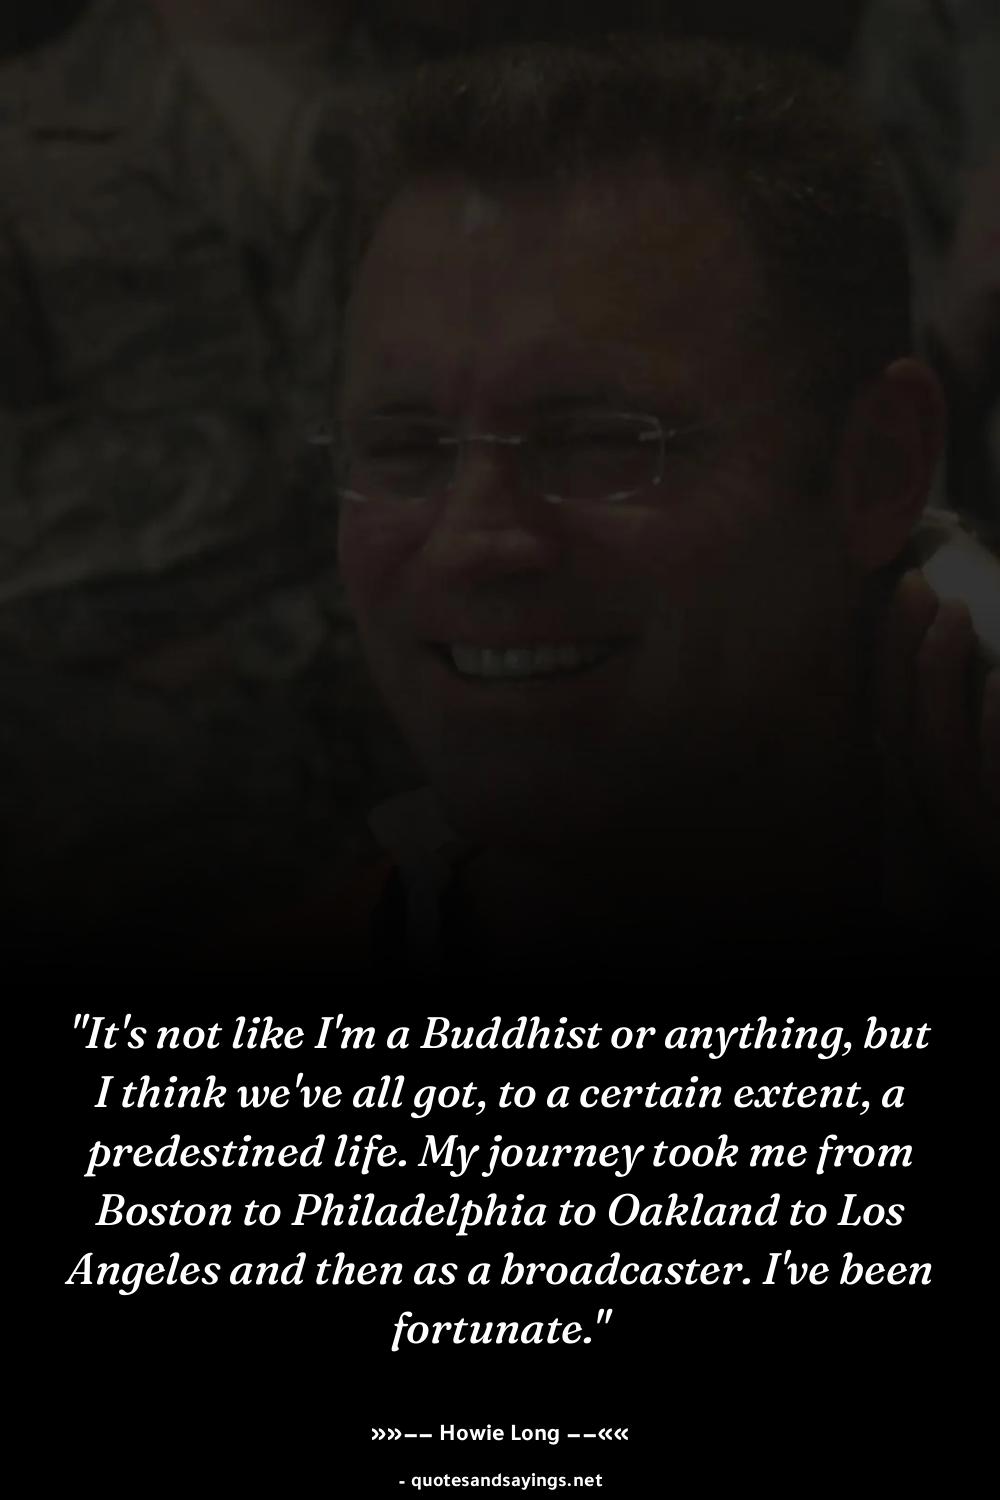 "It's not like I'm a Buddhist or anything, but
I think we've all got, to a certain extent, a
predestined life. My journey took me from
Boston to Philadelphia to Oakland to Los
Angeles and then as a broadcaster. I've been
fortunate."
»»—— Howie Long ——««
- quotesandsayings.net